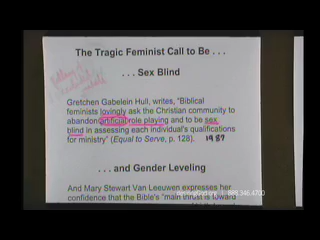 The Tragic Feminist Call to Be . . .
. . . Sex Blind
Gretchen Gabelein Hull, writes, "Biblical
feminists lovingly ask the Christian community to
abandon artificial role playing and to be sex
blind in assessing each individual's qualifications
for ministry" (Equal to Serve, p. 128). 1987
. . . and Gender Leveling
And Mary Stewart Van Leeuwen expresses her
confidence that the Bible's "main thrust is toward
888.346.4700